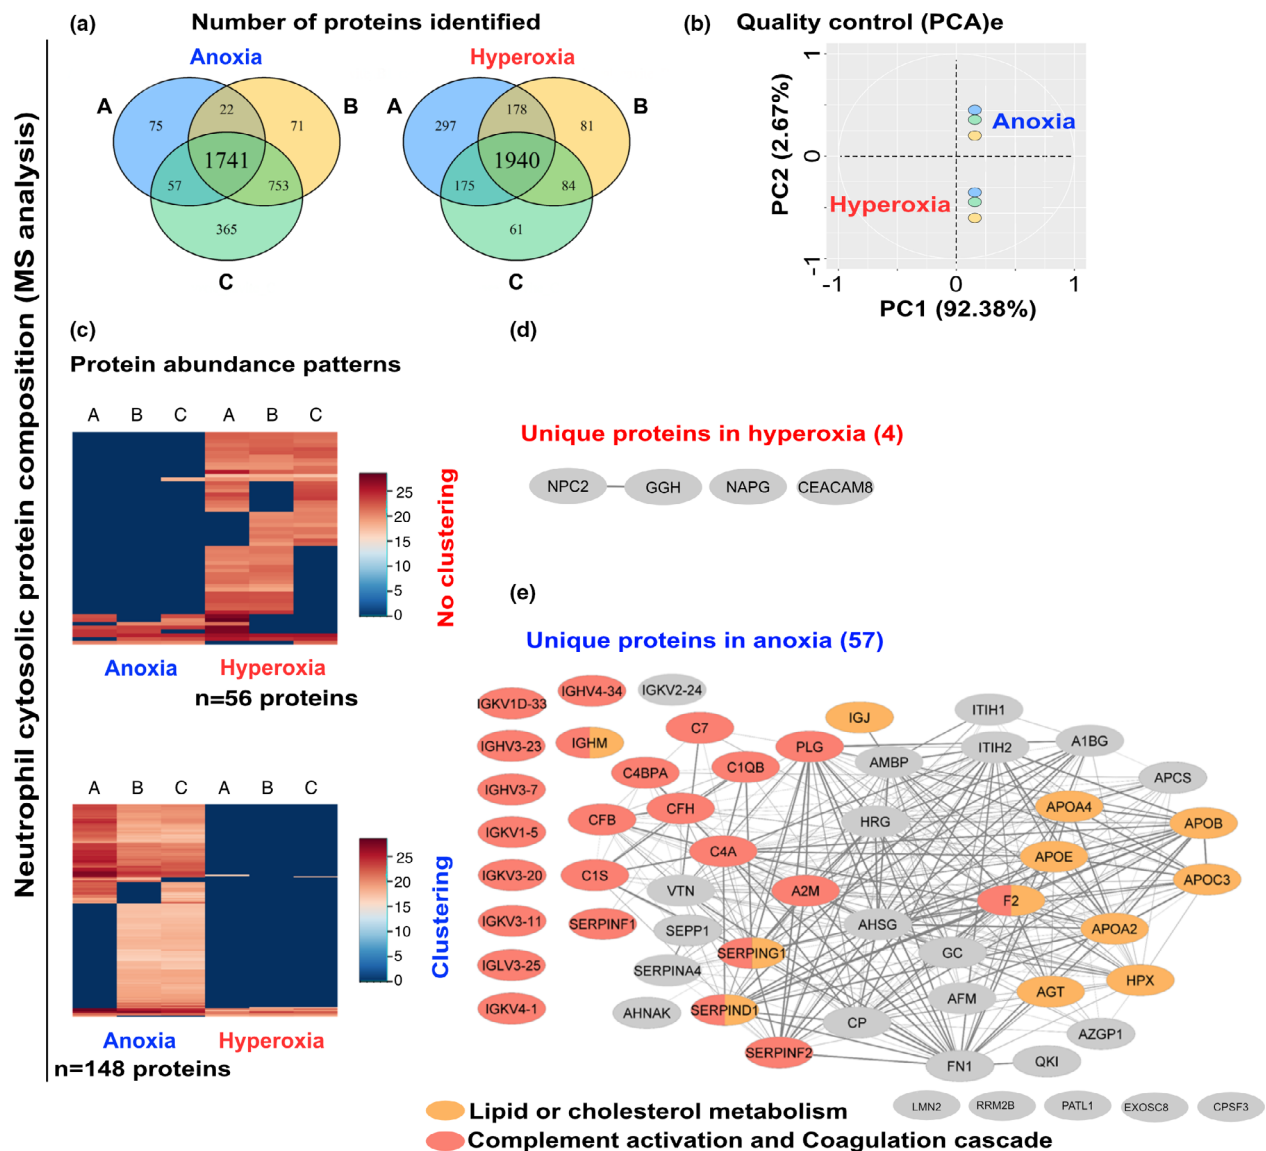 Neutrophil cytosolic protein composition (MS analysis)
(a)
Number of proteins identified
Anoxia
A
B
C
75
22
71
1741
57
753
365
Hyperoxia
A
B
C
297
178
81
1940
175
84
61
(b)
Quality control (PCA)e
PC2 (2.67%)
1
0
-1
Anoxia
Hyperoxia
-1
0
1
PC1 (92.38%)
(c)
Protein abundance patterns
A B C A B C
25
20
15
10
5
0
No clustering
Anoxia Hyperoxia
n=56 proteins
A B C A B C
25
20
15
10
5
0
Clustering
Anoxia Hyperoxia
n=148 proteins
(d)
Unique proteins in hyperoxia (4)
NPC2 GGH NAPG CEACAM8
(e)
Unique proteins in anoxia (57)
IGKV1D-33
IGHV4-34
IGKV2-24
IGHV3-23
IGHM
IGHV3-7
IGKV1-5
IGKV3-20
IGKV3-11
IGLV3-25
IGKV4-1
C7
C4BPA
C1QB
CFB
CFH
C4A
C1S
SERPINF1
VTN
SEPP1
SERPINA4
AHNAK
SERPING1
SERPIND1
SERPINF2
PLG
IGJ
AMBP
HRG
A2M
AHSG
CP
ITIH1
ITIH2
A1BG
APCS
APOA4
APOB
APOE
APOC3
F2
APOA2
GC
HPX
AGT
AFM
AZGP1
FN1
QKI
LMN2 RRM2B PATL1 EXOSC8 CPSF3
Lipid or cholesterol metabolism
Complement activation and Coagulation cascade